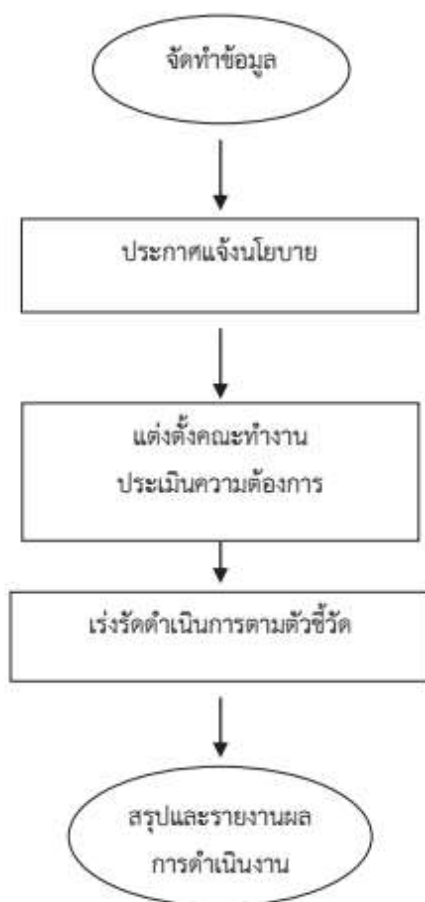 จัดทำข้อมูล
ประกาศแจ้งนโยบาย
แต่งตั้งคณะทำงาน
ประเมินความต้องการ
เร่งรัดดำเนินการตามตัวชี้วัด
สรุปและรายงานผล
การดำเนินงาน